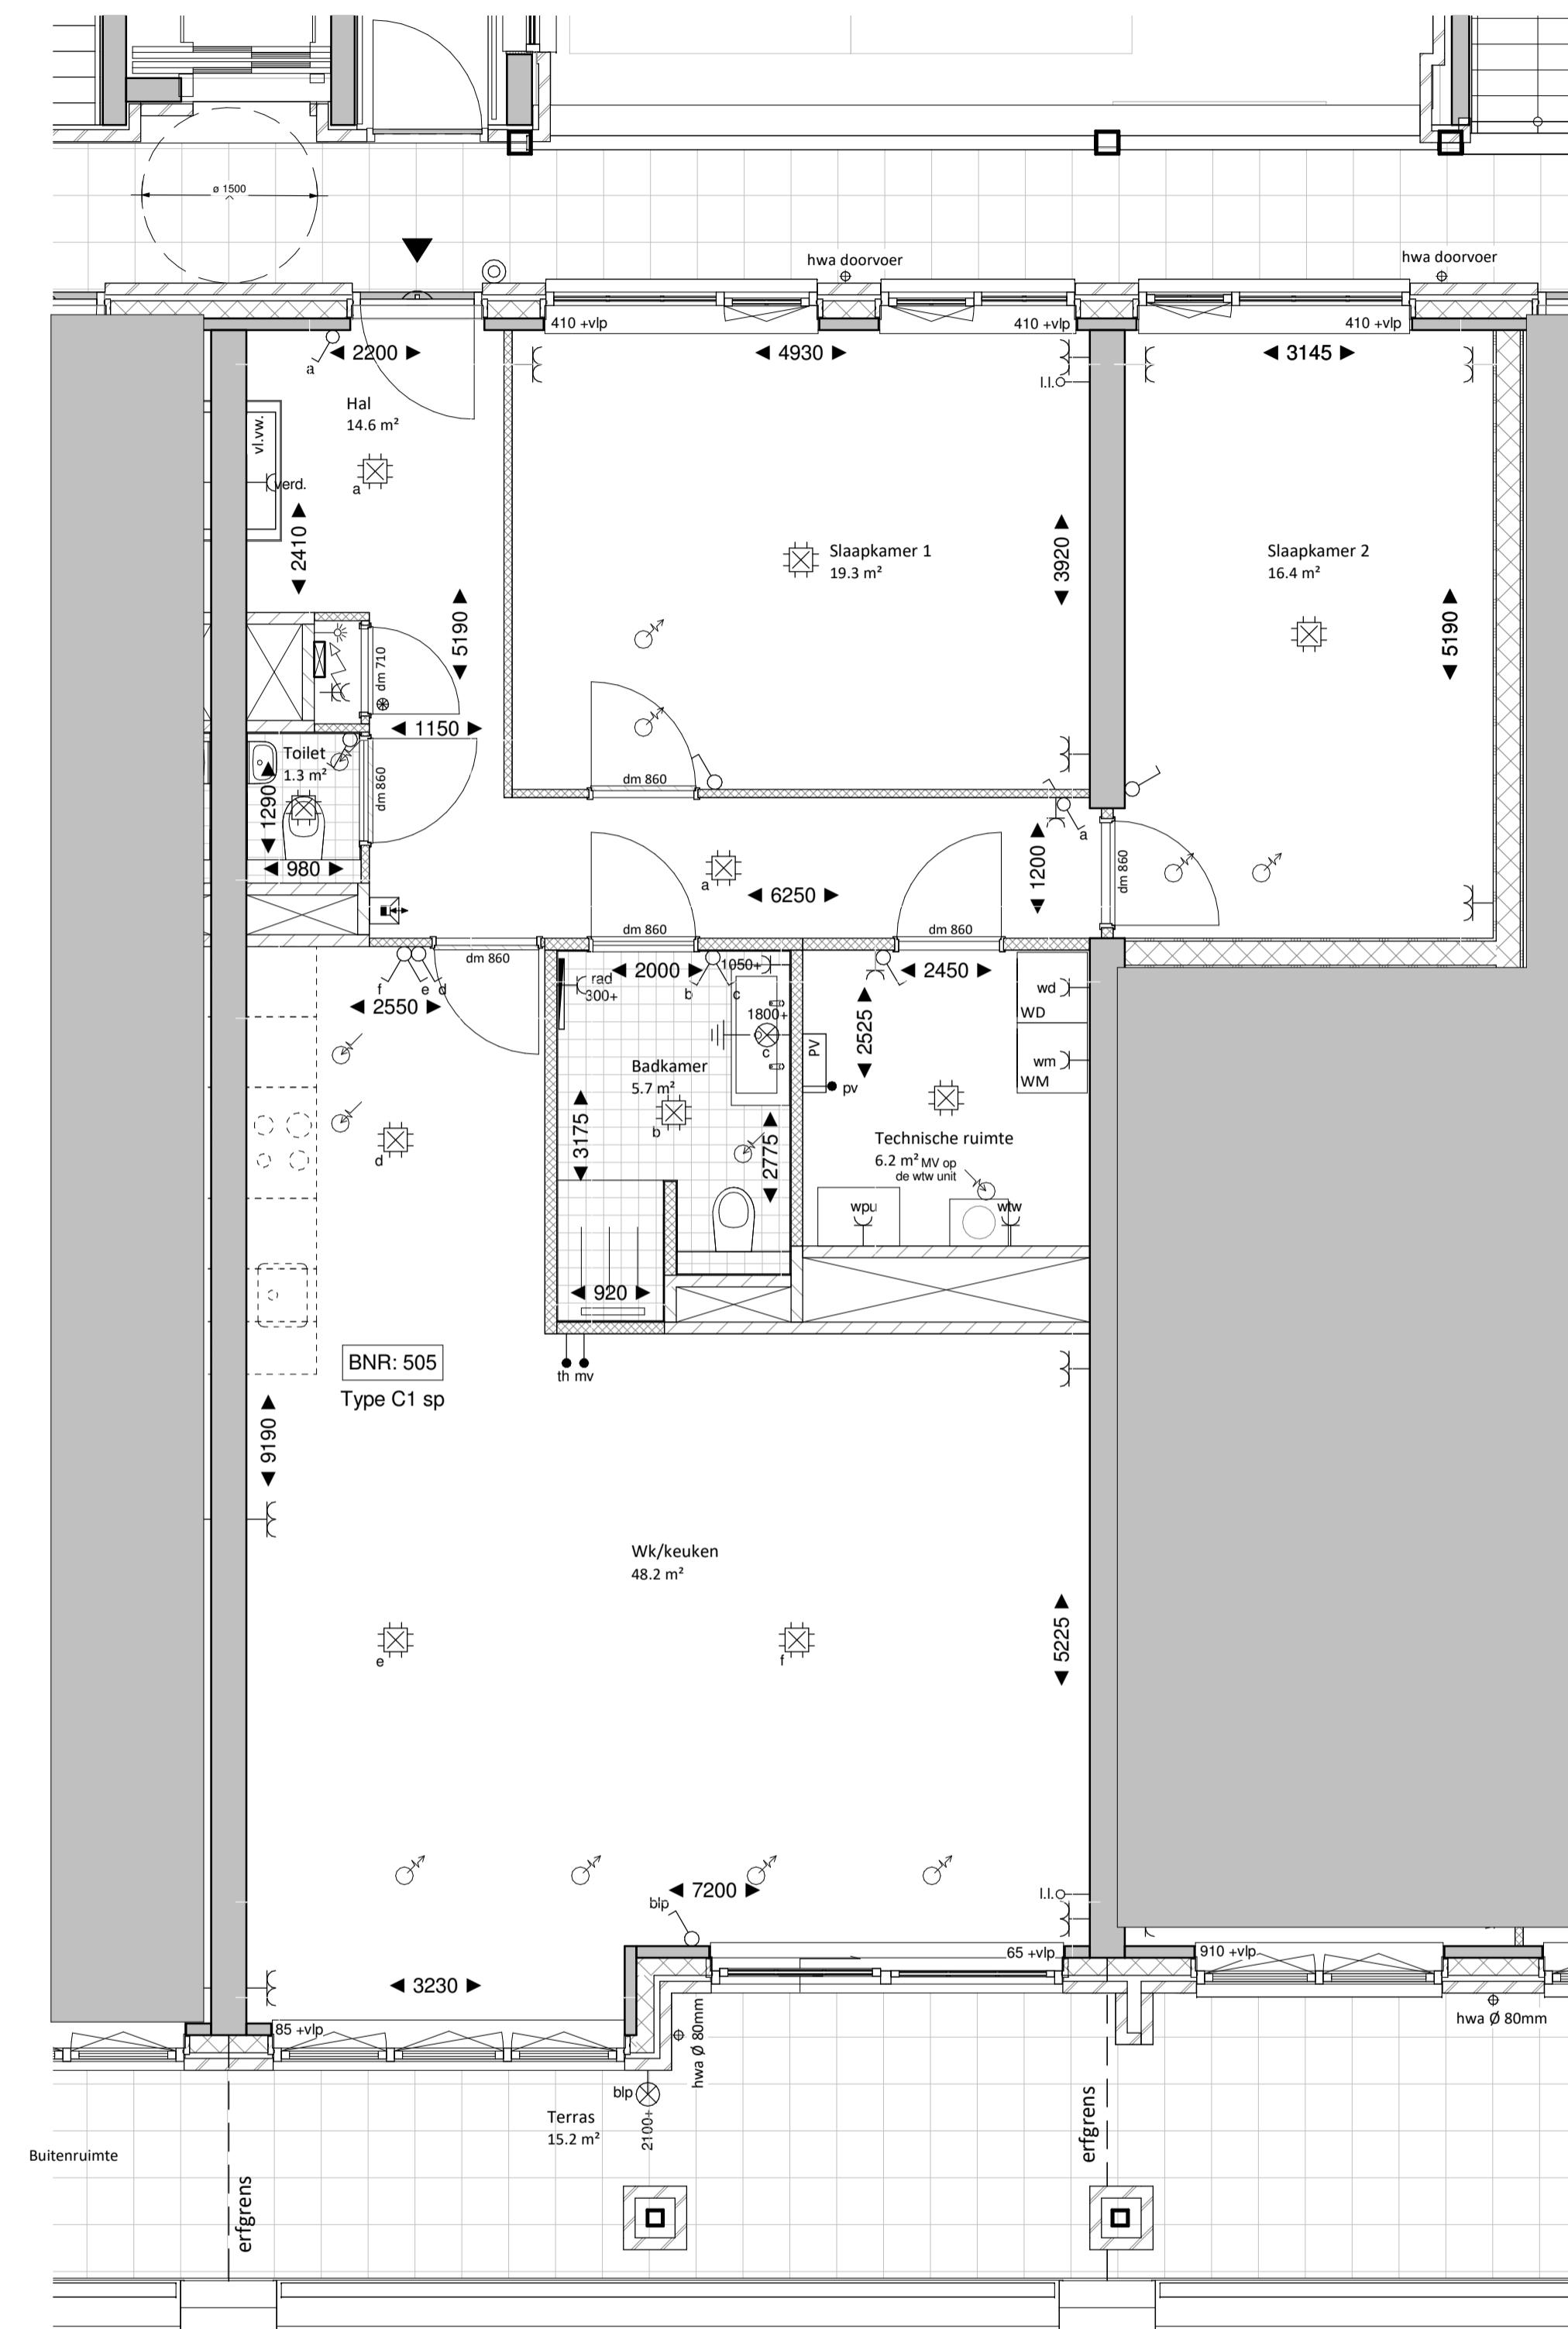 ø 1500
hwa doorvoer
hwa doorvoer
410 +vlp
410 +vlp
410 +vlp
2200
4930
3145
a
l.l.
Hal
14.6 m²
vl.vw.
verd.
a
2410
3920
Slaapkamer 1
19.3 m²
Slaapkamer 2
16.4 m²
5190
5190
dm 710
1150
Toilet
1.3 m²
1290
dm 860
dm 860
980
a
1200
dm 860
a
6250
dm 860
dm 860
dm 860
f
e
d
2550
rad
300+
2000
b
c
1050+
2450
wd
WD
1800+
c
PV
2525
pv
wm
WM
Badkamer
5.7 m²
b
3175
2775
d
Technische ruimte
6.2 m² MV op
de wtw unit
wpu
wtw
920
BNR: 505
Type C1 sp
th mv
9190
Wk/keuken
48.2 m²
5225
e
f
7200
blp
l.l.
65 +vlp
910 +vlp
3230
85 +vlp
hwa Ø 80mm
hwa Ø 80mm
blp
2100+
Terras
15.2 m²
Buitenruimte
erfgrens
erfgrens